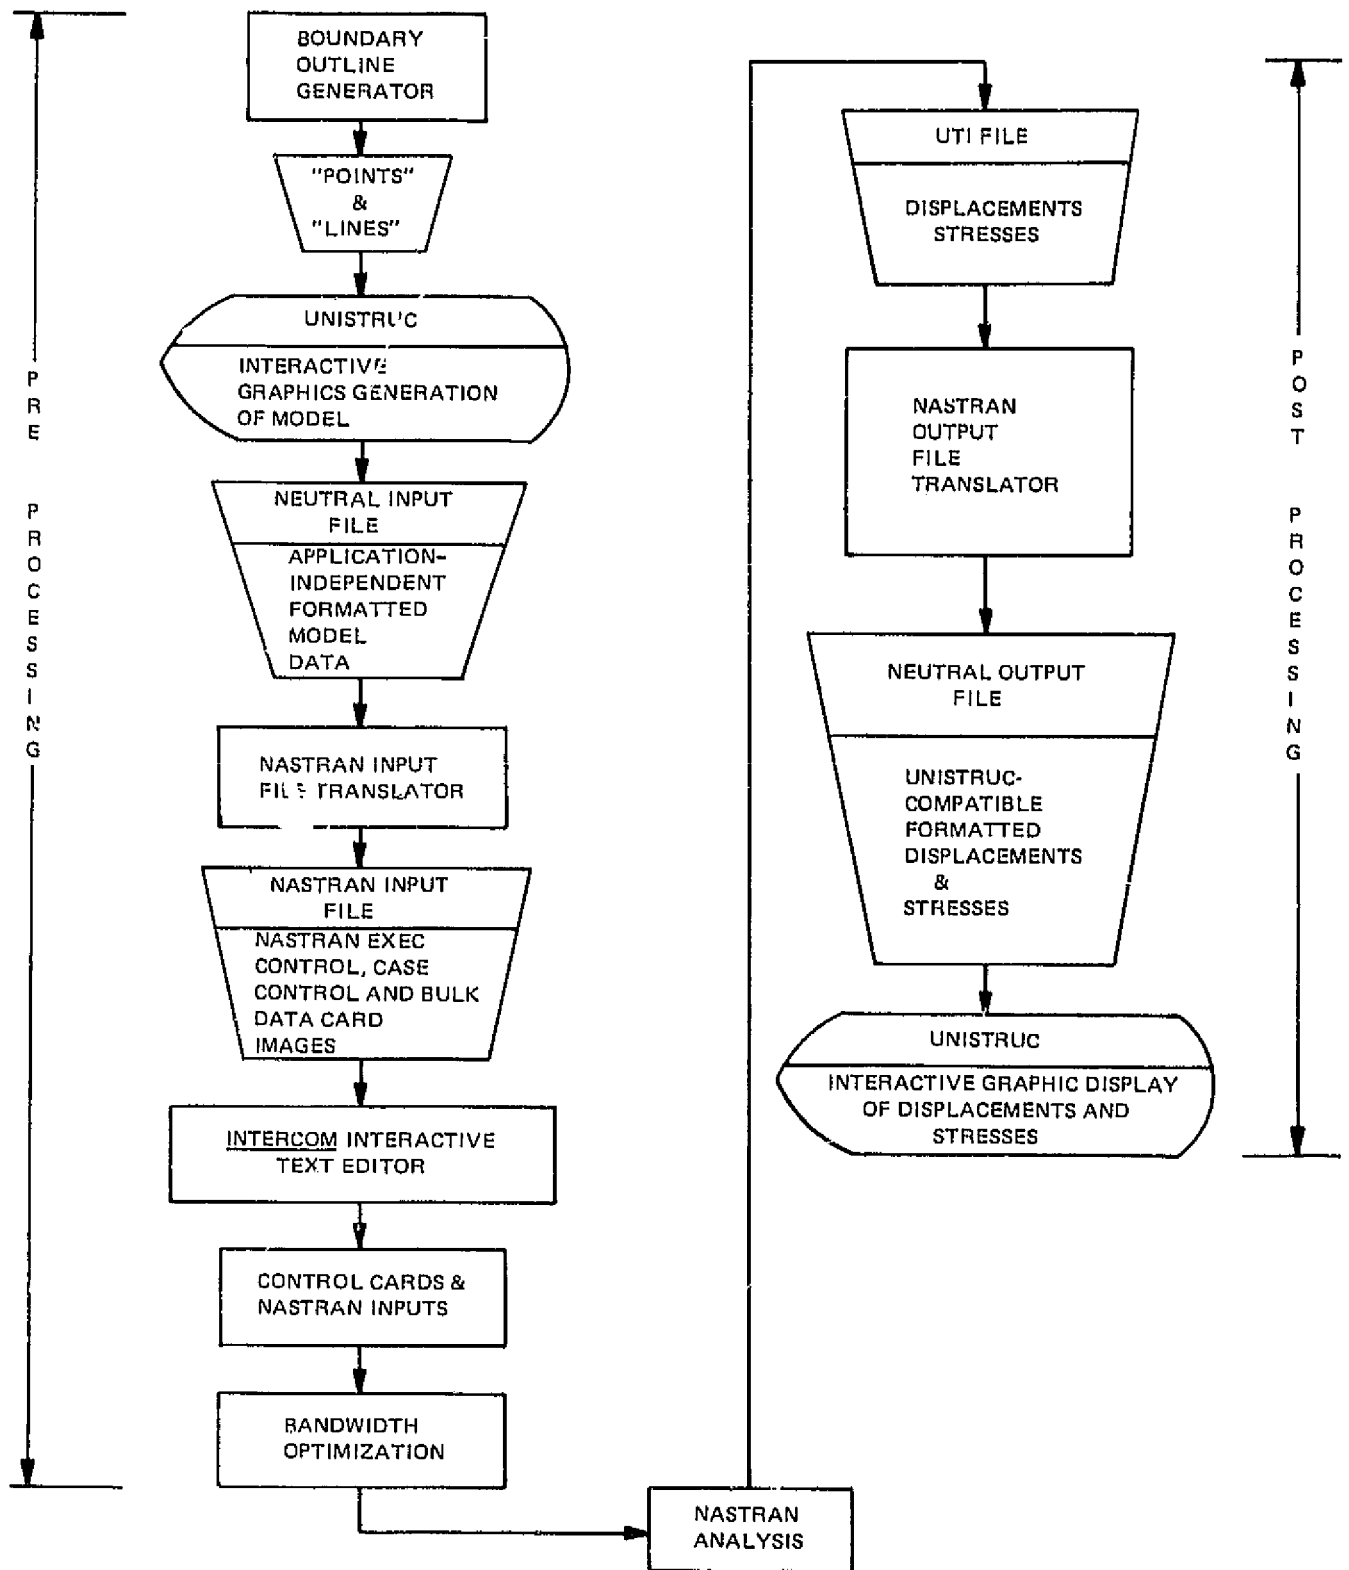 BOUNDARY
OUTLINE
GENERATOR
"POINTS"
&
"LINES"
UNISTRUC
INTERACTIVE
GRAPHICS GENERATION
OF MODEL
NEUTRAL INPUT
FILE
APPLICATION-
INDEPENDENT
FORMATTED
MODEL
DATA
NASTRAN INPUT
FILE TRANSLATOR
NASTRAN INPUT
FILE
NASTRAN EXEC
CONTROL, CASE
CONTROL AND BULK
DATA CARD
IMAGES
INTERCOM INTERACTIVE
TEXT EDITOR
CONTROL CARDS &
NASTRAN INPUTS
BANDWIDTH
OPTIMIZATION
PRE PROCESSING
NASTRAN
ANALYSIS
UTI FILE
DISPLACEMENTS
STRESSES
NASTRAN
OUTPUT
FILE
TRANSLATOR
NEUTRAL OUTPUT
FILE
UNISTRUC-
COMPATIBLE
FORMATTED
DISPLACEMENTS
&
STRESSES
UNISTRUC
INTERACTIVE GRAPHIC DISPLAY
OF DISPLACEMENTS AND
STRESSES
POST PROCESSING